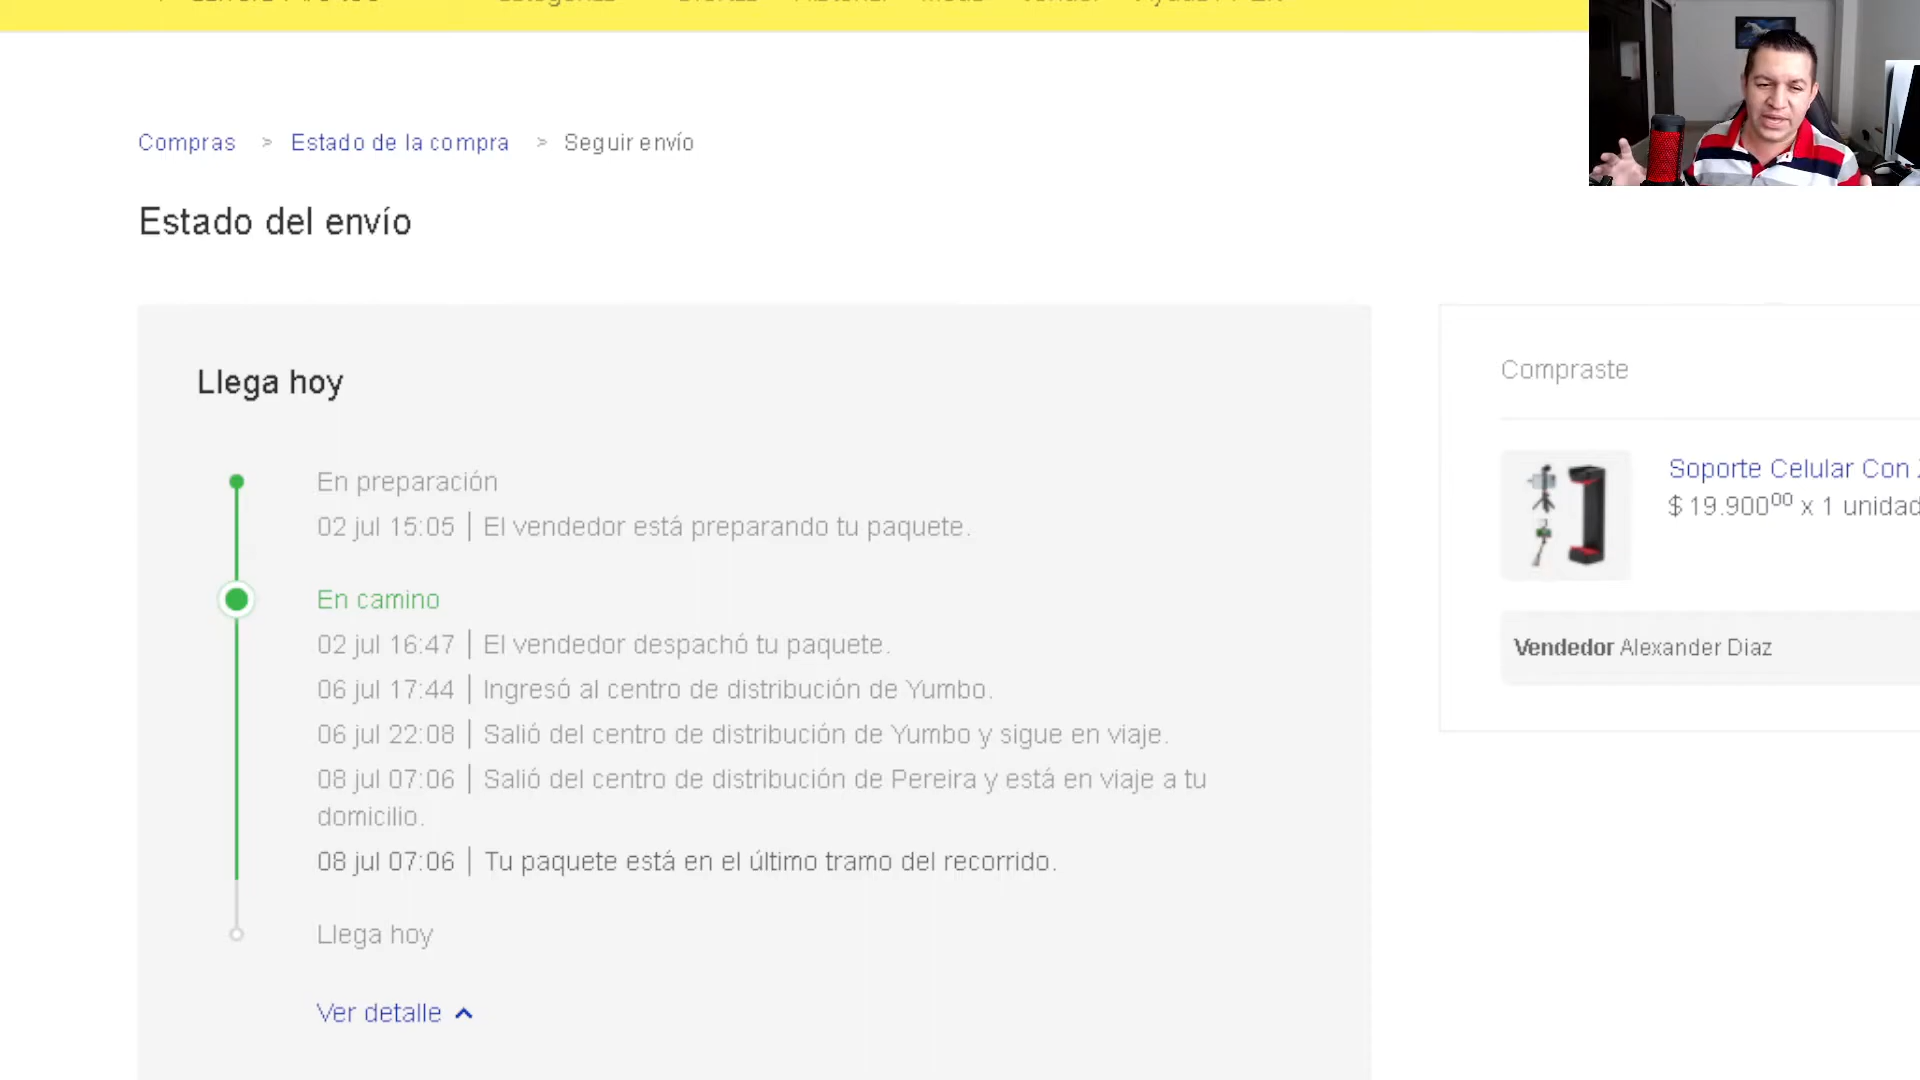 Compras > Estado de la compra > Seguir envío
Estado del envío
Llega hoy
En preparación
02 jul 15:05 | El vendedor está preparando tu paquete.
En camino
02 jul 16:47 | El vendedor despachó tu paquete.
06 jul 17:44 | Ingresó al centro de distribución de Yumbo.
06 jul 22:08 | Salió del centro de distribución de Yumbo y sigue en viaje.
08 jul 07:06 | Salió del centro de distribución de Pereira y está en viaje a tu
domicilio.
08 jul 07:06 | Tu paquete está en el último tramo del recorrido.
Llega hoy
Ver detalle
Compraste
Soporte Celular Con
$ 19.900⁰⁰ x 1 unidad
Vendedor Alexander Diaz